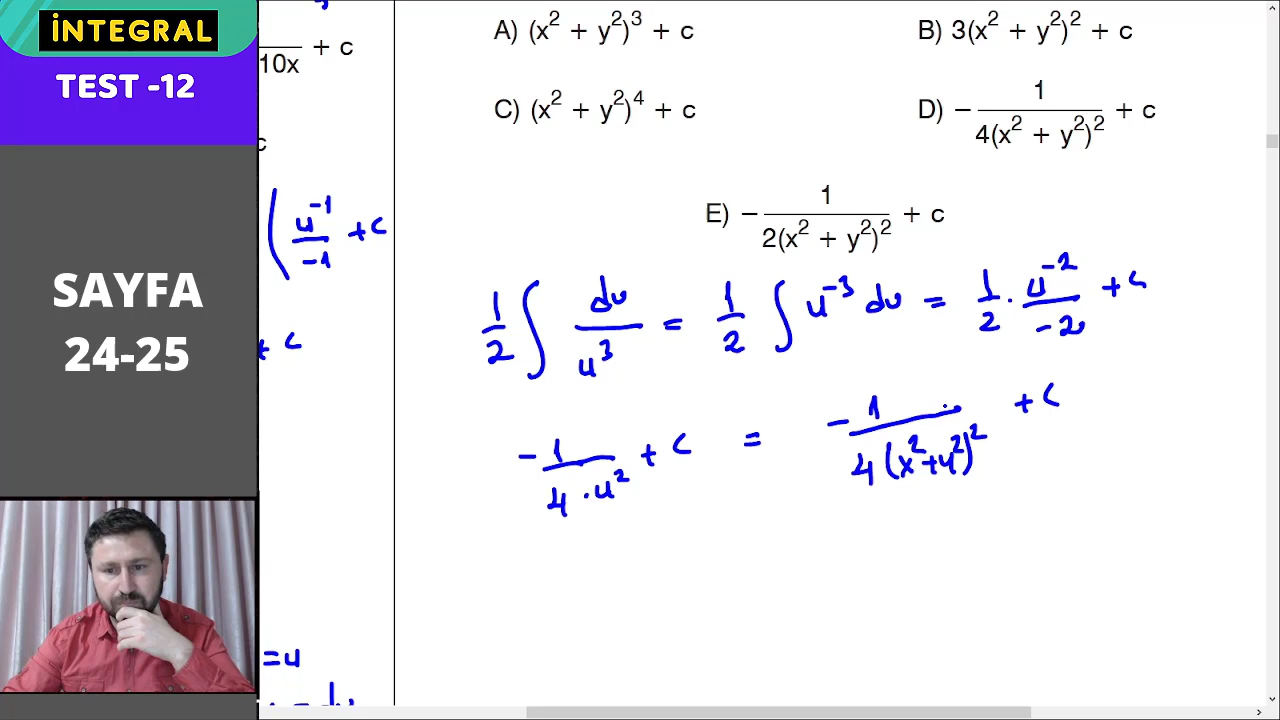 İNTEGRAL
TEST -12
SAYFA
24-25
10x + c
c
( u⁻¹/-1 + c
+ c
= u
A) (x² + y²)³ + c
B) 3(x² + y²)² + c
C) (x² + y²)⁴ + c
D) - 1/4(x² + y²)² + c
E) - 1/2(x² + y²)² + c
1/2 ∫ du/u³ = 1/2 ∫ u⁻³ du = 1/2 · u⁻²/-2 + c
-1/4·u² + c = -1/4(x²+y²)² + c